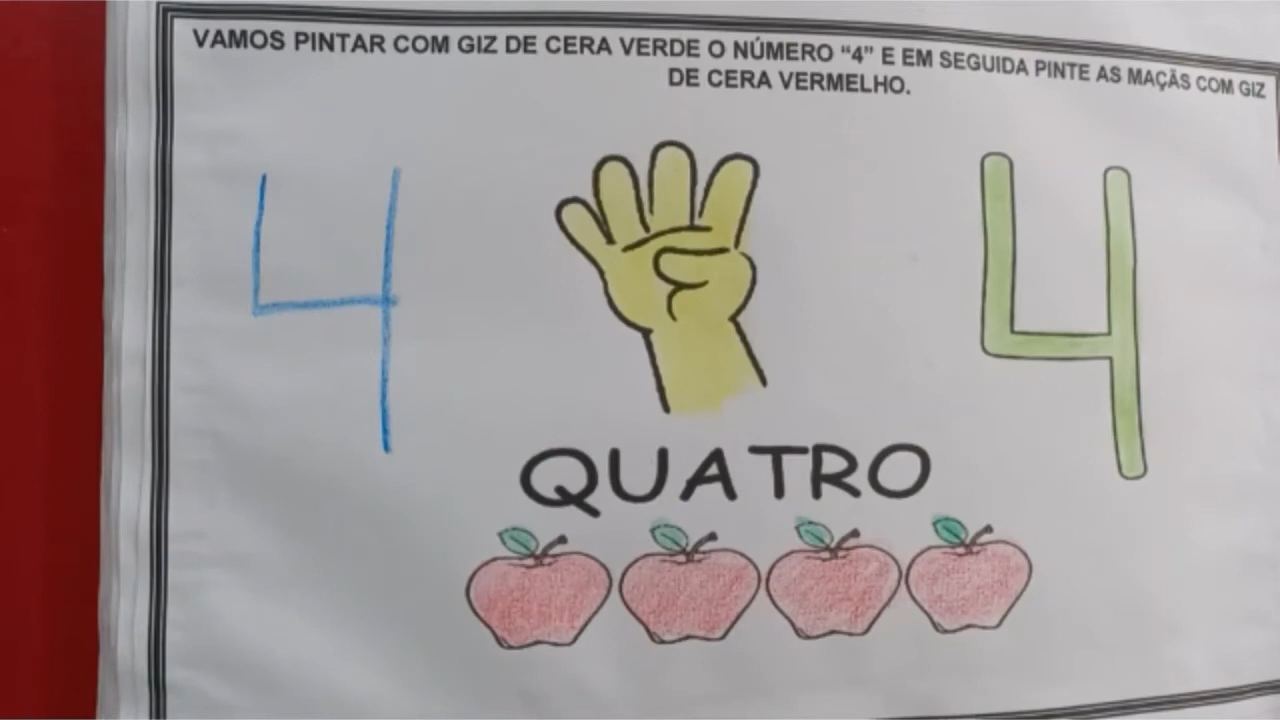 VAMOS PINTAR COM GIZ DE CERA VERDE O NÚMERO “4” E EM SEGUIDA PINTE AS MAÇÃS COM GIZ
DE CERA VERMELHO.
4 4
QUATRO